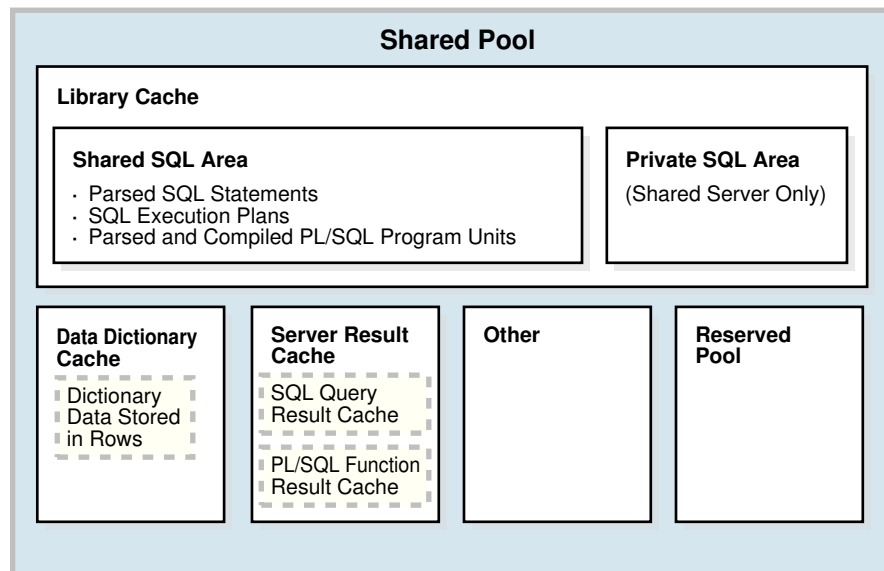 Shared Pool
Library Cache
Shared SQL Area
· Parsed SQL Statements
· SQL Execution Plans
· Parsed and Compiled PL/SQL Program Units
Private SQL Area
(Shared Server Only)
Data Dictionary
Cache
Dictionary
Data Stored
in Rows
Server Result
Cache
SQL Query
Result Cache
PL/SQL Function
Result Cache
Other
Reserved
Pool